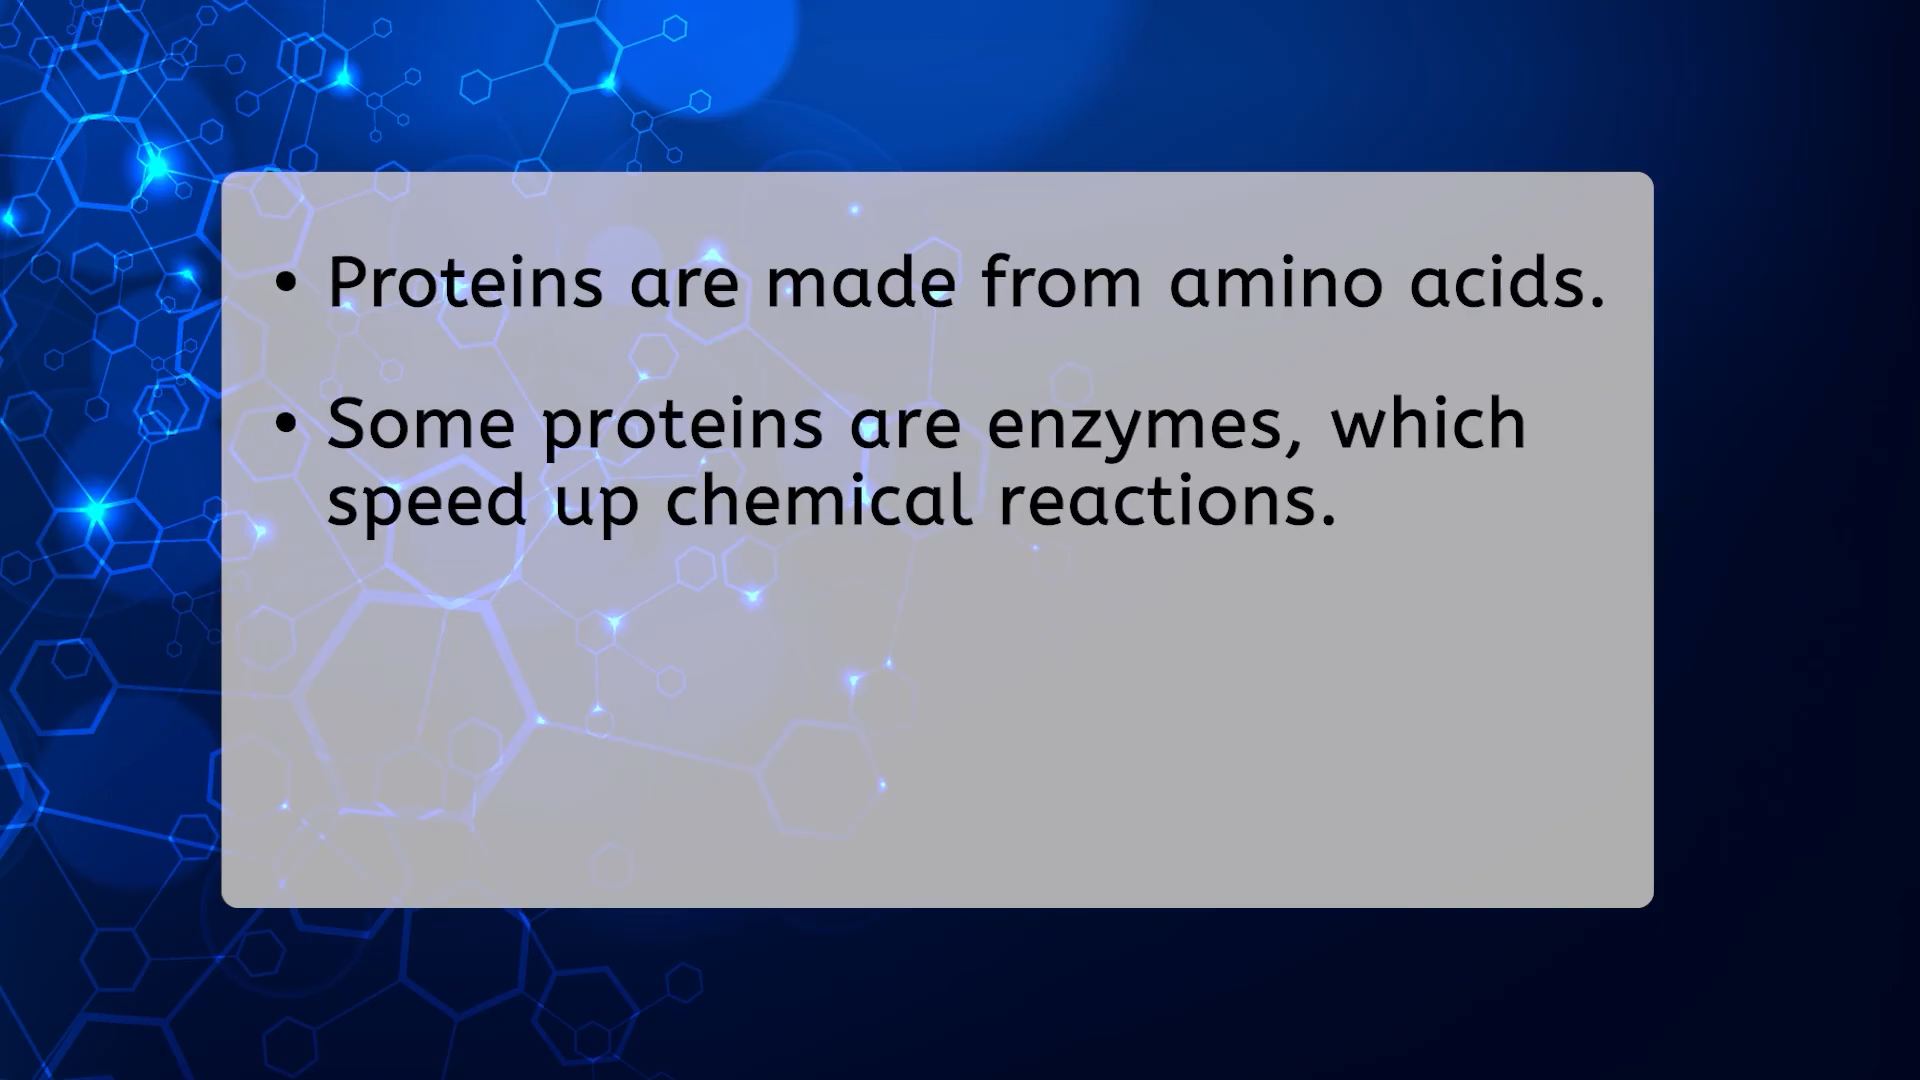 • Proteins are made from amino acids.
• Some proteins are enzymes, which
speed up chemical reactions.